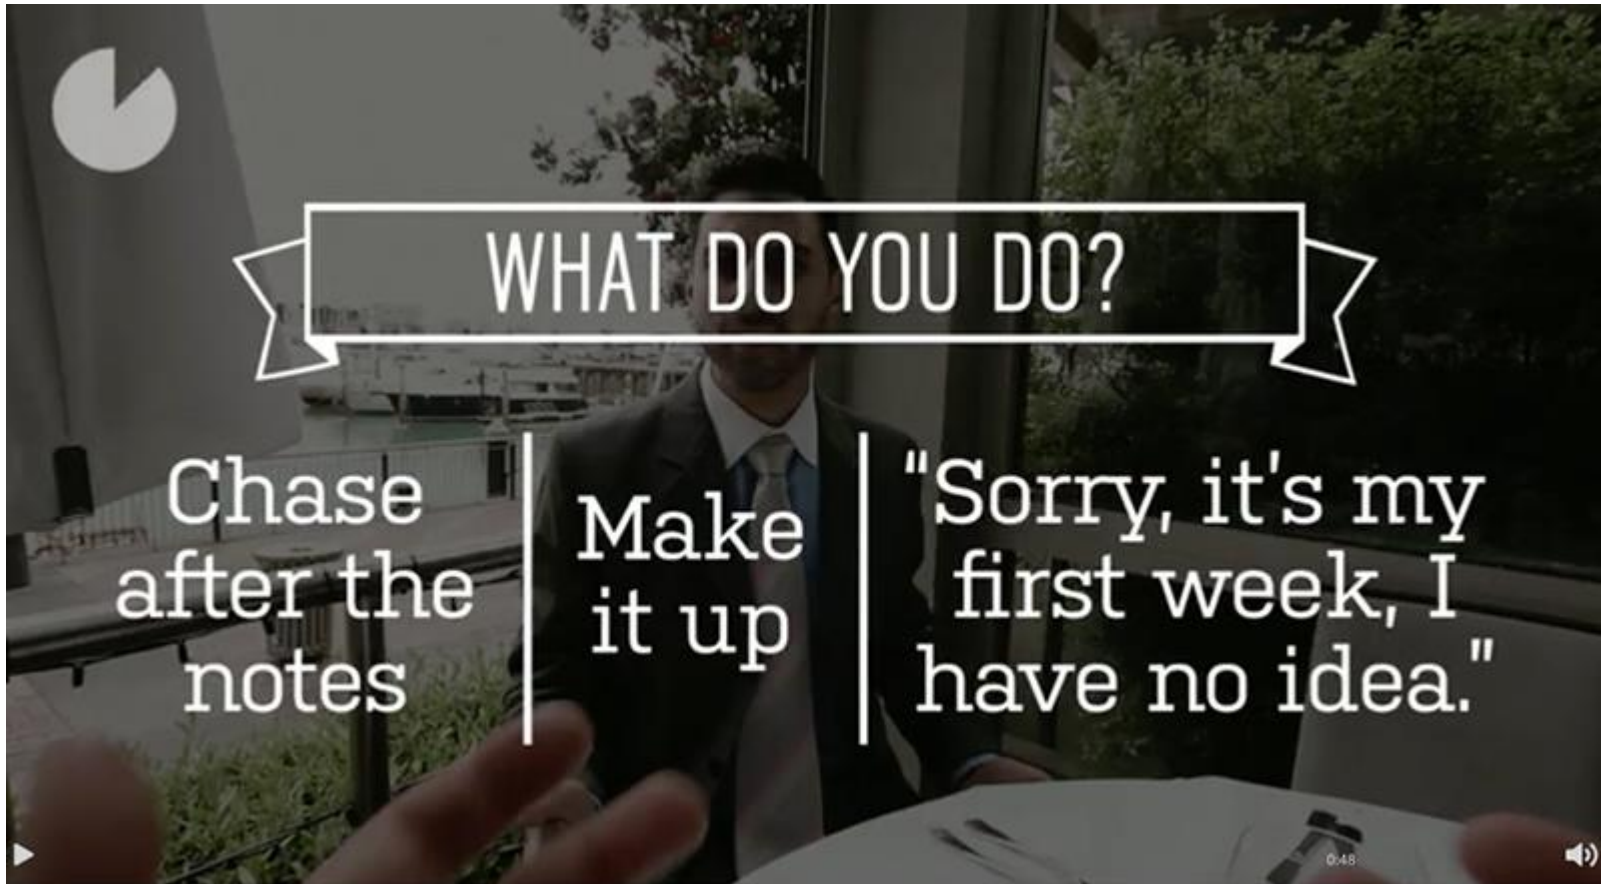 WHAT DO YOU DO?
Chase
after the
notes
Make
it up
"Sorry, it's my
first week, I
have no idea."
0:48